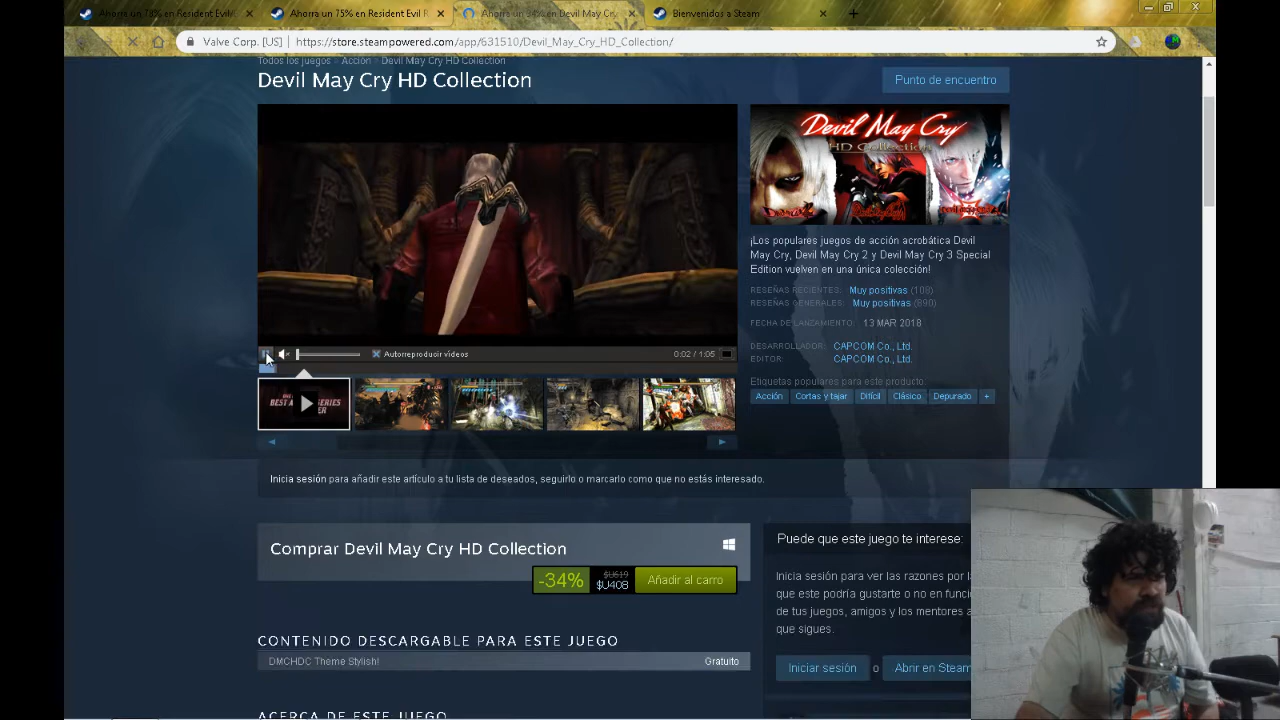 Ahorra un 78% en Resident Evil
Ahorra un 75% en Resident Evil R
Ahorra un 34% en Devil May Cry
Bienvenidos a Steam
Valve Corp. [US]
https://store.steampowered.com/app/631510/Devil_May_Cry_HD_Collection/
Todos los juegos > Acción > Devil May Cry HD Collection
Devil May Cry HD Collection
Punto de encuentro
Devil May Cry
HD Collection
¡Los populares juegos de acción acrobática Devil
May Cry, Devil May Cry 2 y Devil May Cry 3 Special
Edition vuelven en una única colección!
RESEÑAS RECIENTES: Muy positivas (108)
RESEÑAS GENERALES: Muy positivas (890)
FECHA DE LANZAMIENTO: 13 MAR 2018
DESARROLLADOR: CAPCOM Co., Ltd.
EDITOR: CAPCOM Co., Ltd.
Etiquetas populares para este producto:
Acción
Cortas y tajar
Difícil
Clásico
Depurado
+
Autorreproducir vídeos
0:02 / 1:05
Inicia sesión para añadir este artículo a tu lista de deseados, seguirlo o marcarlo como que no estás interesado.
Comprar Devil May Cry HD Collection
-34%
$U619
$U408
Añadir al carro
Puede que este juego te interese:
Inicia sesión para ver las razones por l
que este podría gustarte o no en funci
de tus juegos, amigos y los mentores a
que sigues.
Iniciar sesión o Abrir en Steam
CONTENIDO DESCARGABLE PARA ESTE JUEGO
DMCHDC Theme Stylish!
Gratuito
ACERCA DE ESTE JUEGO